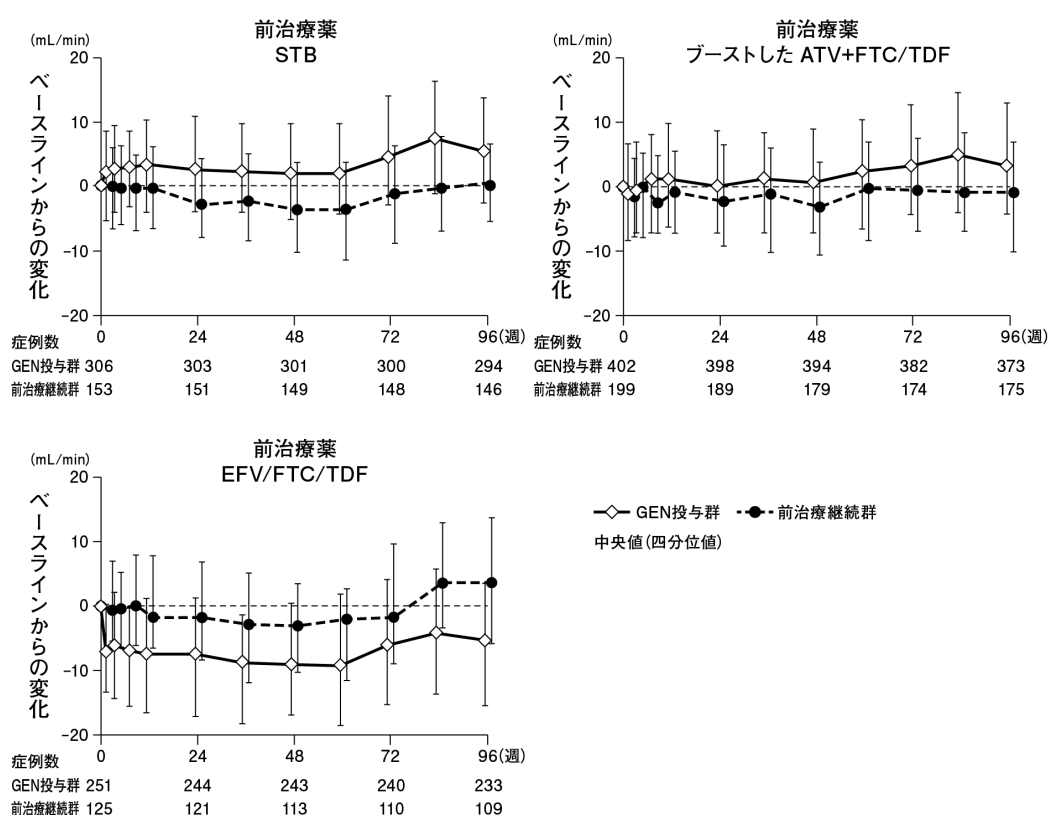 前治療薬
STB
(mL/min)
ベースラインからの変化
20
10
0
-10
-20
0 24 48 72 96(週)
症例数
GEN投与群 306 303 301 300 294
前治療継続群 153 151 149 148 146
前治療薬
ブーストした ATV+FTC/TDF
(mL/min)
ベースラインからの変化
20
10
0
-10
-20
0 24 48 72 96(週)
症例数
GEN投与群 402 398 394 382 373
前治療継続群 199 189 179 174 175
前治療薬
EFV/FTC/TDF
(mL/min)
ベースラインからの変化
20
10
0
-10
-20
0 24 48 72 96(週)
症例数
GEN投与群 251 244 243 240 233
前治療継続群 125 121 113 110 109
GEN投与群 前治療継続群
中央値(四分位値)